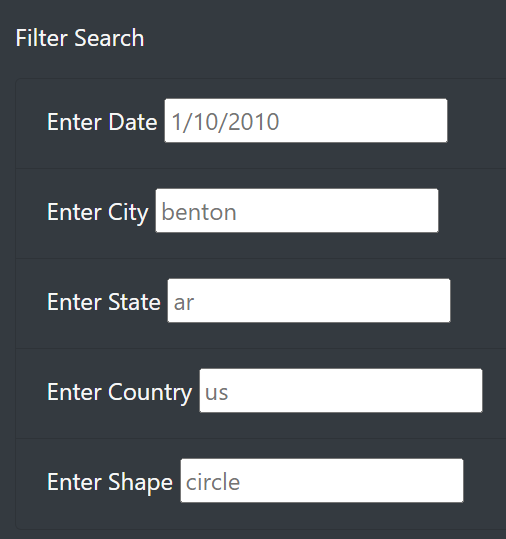 Filter Search
Enter Date 1/10/2010
Enter City benton
Enter State ar
Enter Country us
Enter Shape circle